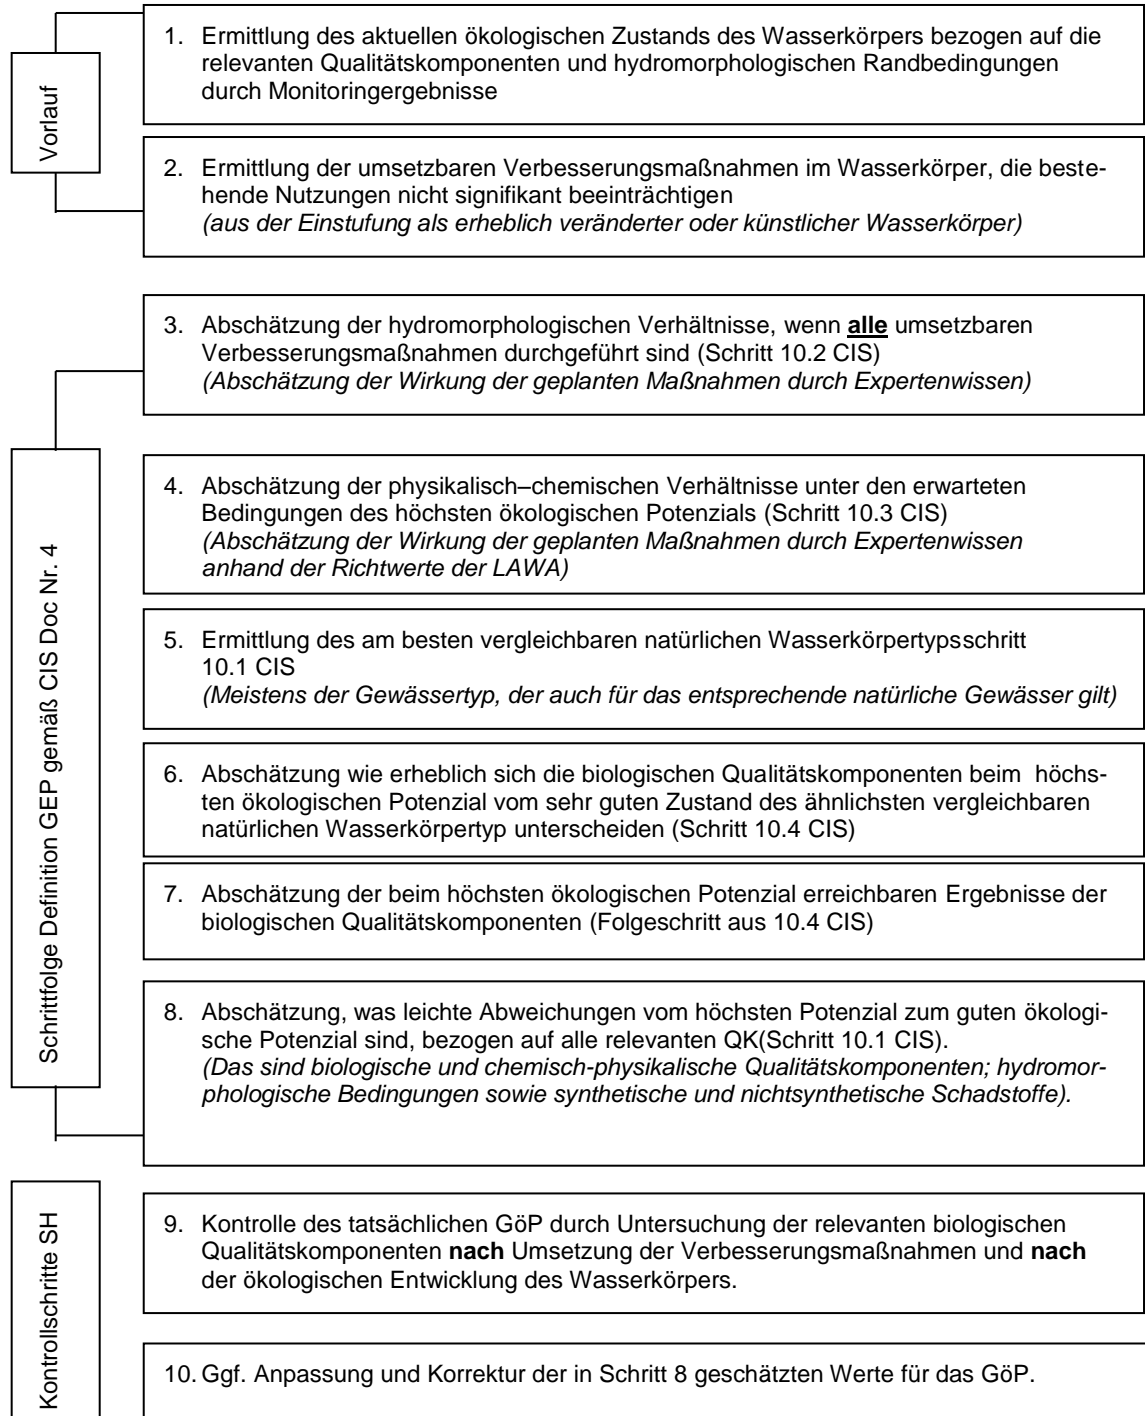 Vorlauf
1. Ermittlung des aktuellen ökologischen Zustands des Wasserkörpers bezogen auf die
relevanten Qualitätskomponenten und hydromorphologischen Randbedingungen
durch Monitoringergebnisse
2. Ermittlung der umsetzbaren Verbesserungsmaßnahmen im Wasserkörper, die beste-
hende Nutzungen nicht signifikant beeinträchtigen
(aus der Einstufung als erheblich veränderter oder künstlicher Wasserkörper)
Schrittfolge Definition GEP gemäß CIS Doc Nr. 4
3. Abschätzung der hydromorphologischen Verhältnisse, wenn alle umsetzbaren
Verbesserungsmaßnahmen durchgeführt sind (Schritt 10.2 CIS)
(Abschätzung der Wirkung der geplanten Maßnahmen durch Expertenwissen)
4. Abschätzung der physikalisch–chemischen Verhältnisse unter den erwarteten
Bedingungen des höchsten ökologischen Potenzials (Schritt 10.3 CIS)
(Abschätzung der Wirkung der geplanten Maßnahmen durch Expertenwissen
anhand der Richtwerte der LAWA)
5. Ermittlung des am besten vergleichbaren natürlichen Wasserkörpertypsschritt
10.1 CIS
(Meistens der Gewässertyp, der auch für das entsprechende natürliche Gewässer gilt)
6. Abschätzung wie erheblich sich die biologischen Qualitätskomponenten beim höchs-
ten ökologischen Potenzial vom sehr guten Zustand des ähnlichsten vergleichbaren
natürlichen Wasserkörpertyp unterscheiden (Schritt 10.4 CIS)
7. Abschätzung der beim höchsten ökologischen Potenzial erreichbaren Ergebnisse der
biologischen Qualitätskomponenten (Folgeschritt aus 10.4 CIS)
8. Abschätzung, was leichte Abweichungen vom höchsten Potenzial zum guten ökologi-
sche Potenzial sind, bezogen auf alle relevanten QK(Schritt 10.1 CIS).
(Das sind biologische und chemisch-physikalische Qualitätskomponenten; hydromor-
phologische Bedingungen sowie synthetische und nichtsynthetische Schadstoffe).
Kontrollschritte SH
9. Kontrolle des tatsächlichen GöP durch Untersuchung der relevanten biologischen
Qualitätskomponenten nach Umsetzung der Verbesserungsmaßnahmen und nach
der ökologischen Entwicklung des Wasserkörpers.
10. Ggf. Anpassung und Korrektur der in Schritt 8 geschätzten Werte für das GöP.